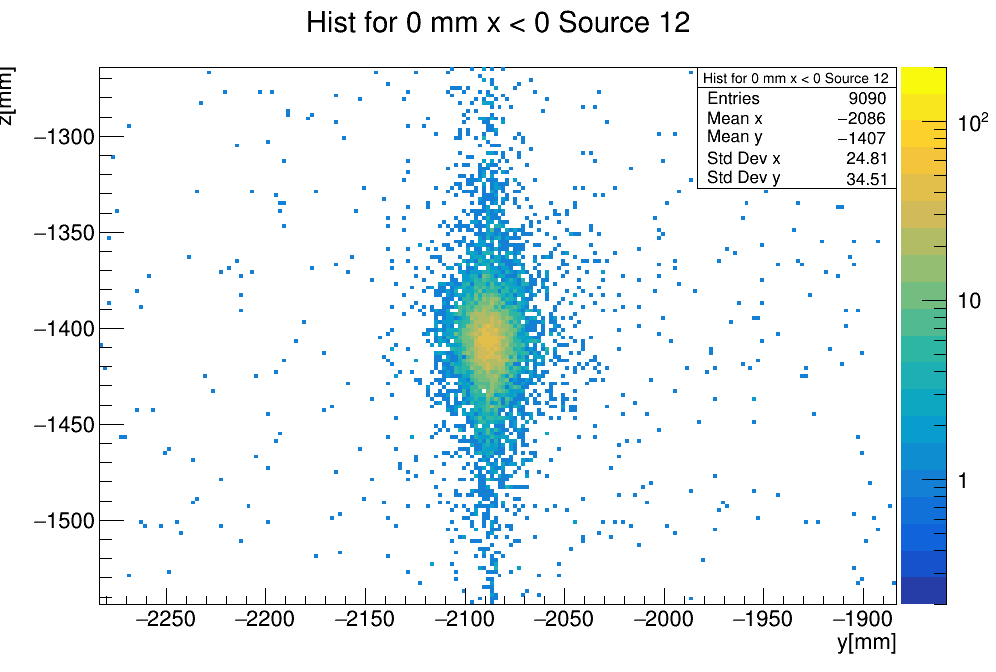 Hist for 0 mm x < 0 Source 12
z[mm]
Hist for 0 mm x < 0 Source 12
Entries 9090
Mean x −2086
Mean y −1407
Std Dev x 24.81
Std Dev y 34.51
−1300
−1350
−1400
−1450
−1500
10²
10
1
−2250 −2200 −2150 −2100 −2050 −2000 −1950 −1900
y[mm]